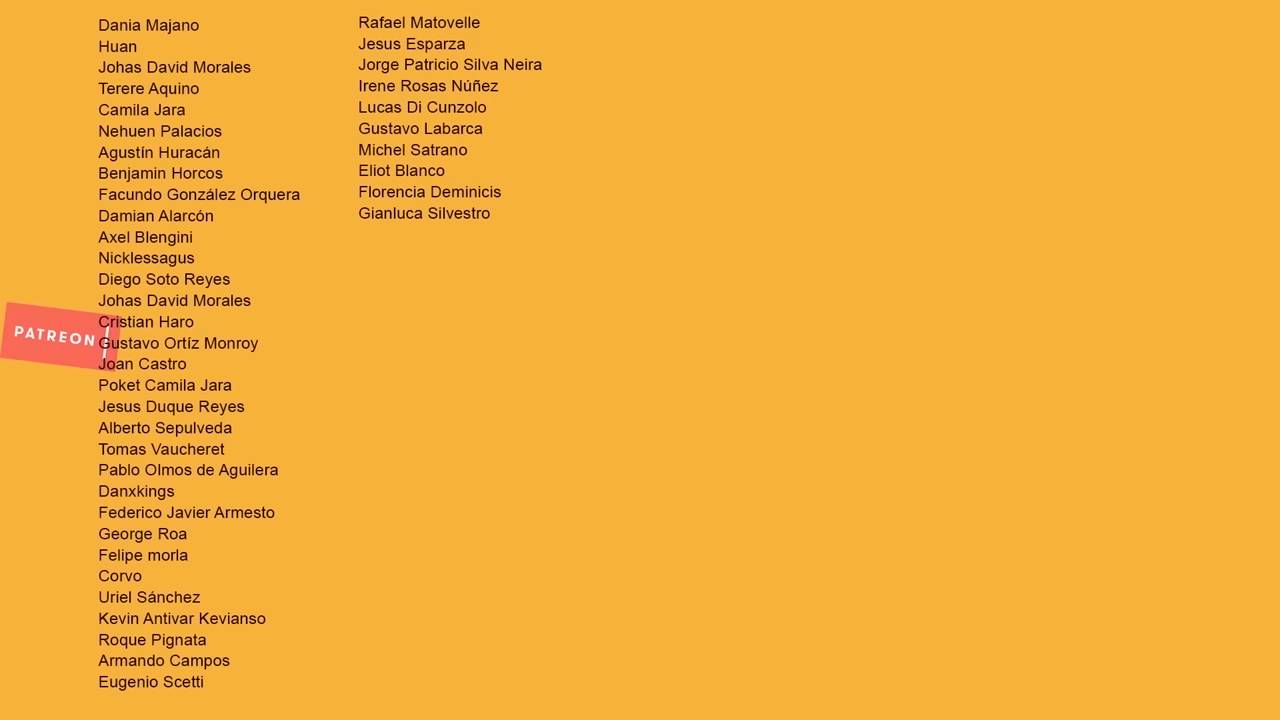 Dania Majano
Huan
Johas David Morales
Terere Aquino
Camila Jara
Nehuen Palacios
Agustín Huracán
Benjamin Horcos
Facundo González Orquera
Damian Alarcón
Axel Blengini
Nicklessagus
Diego Soto Reyes
Johas David Morales
Cristian Haro
Gustavo Ortíz Monroy
Joan Castro
Poket Camila Jara
Jesus Duque Reyes
Alberto Sepulveda
Tomas Vaucheret
Pablo Olmos de Aguilera
Danxkings
Federico Javier Armesto
George Roa
Felipe morla
Corvo
Uriel Sánchez
Kevin Antivar Kevianso
Roque Pignata
Armando Campos
Eugenio Scetti
Rafael Matovelle
Jesus Esparza
Jorge Patricio Silva Neira
Irene Rosas Núñez
Lucas Di Cunzolo
Gustavo Labarca
Michel Satrano
Eliot Blanco
Florencia Deminicis
Gianluca Silvestro
PATREON